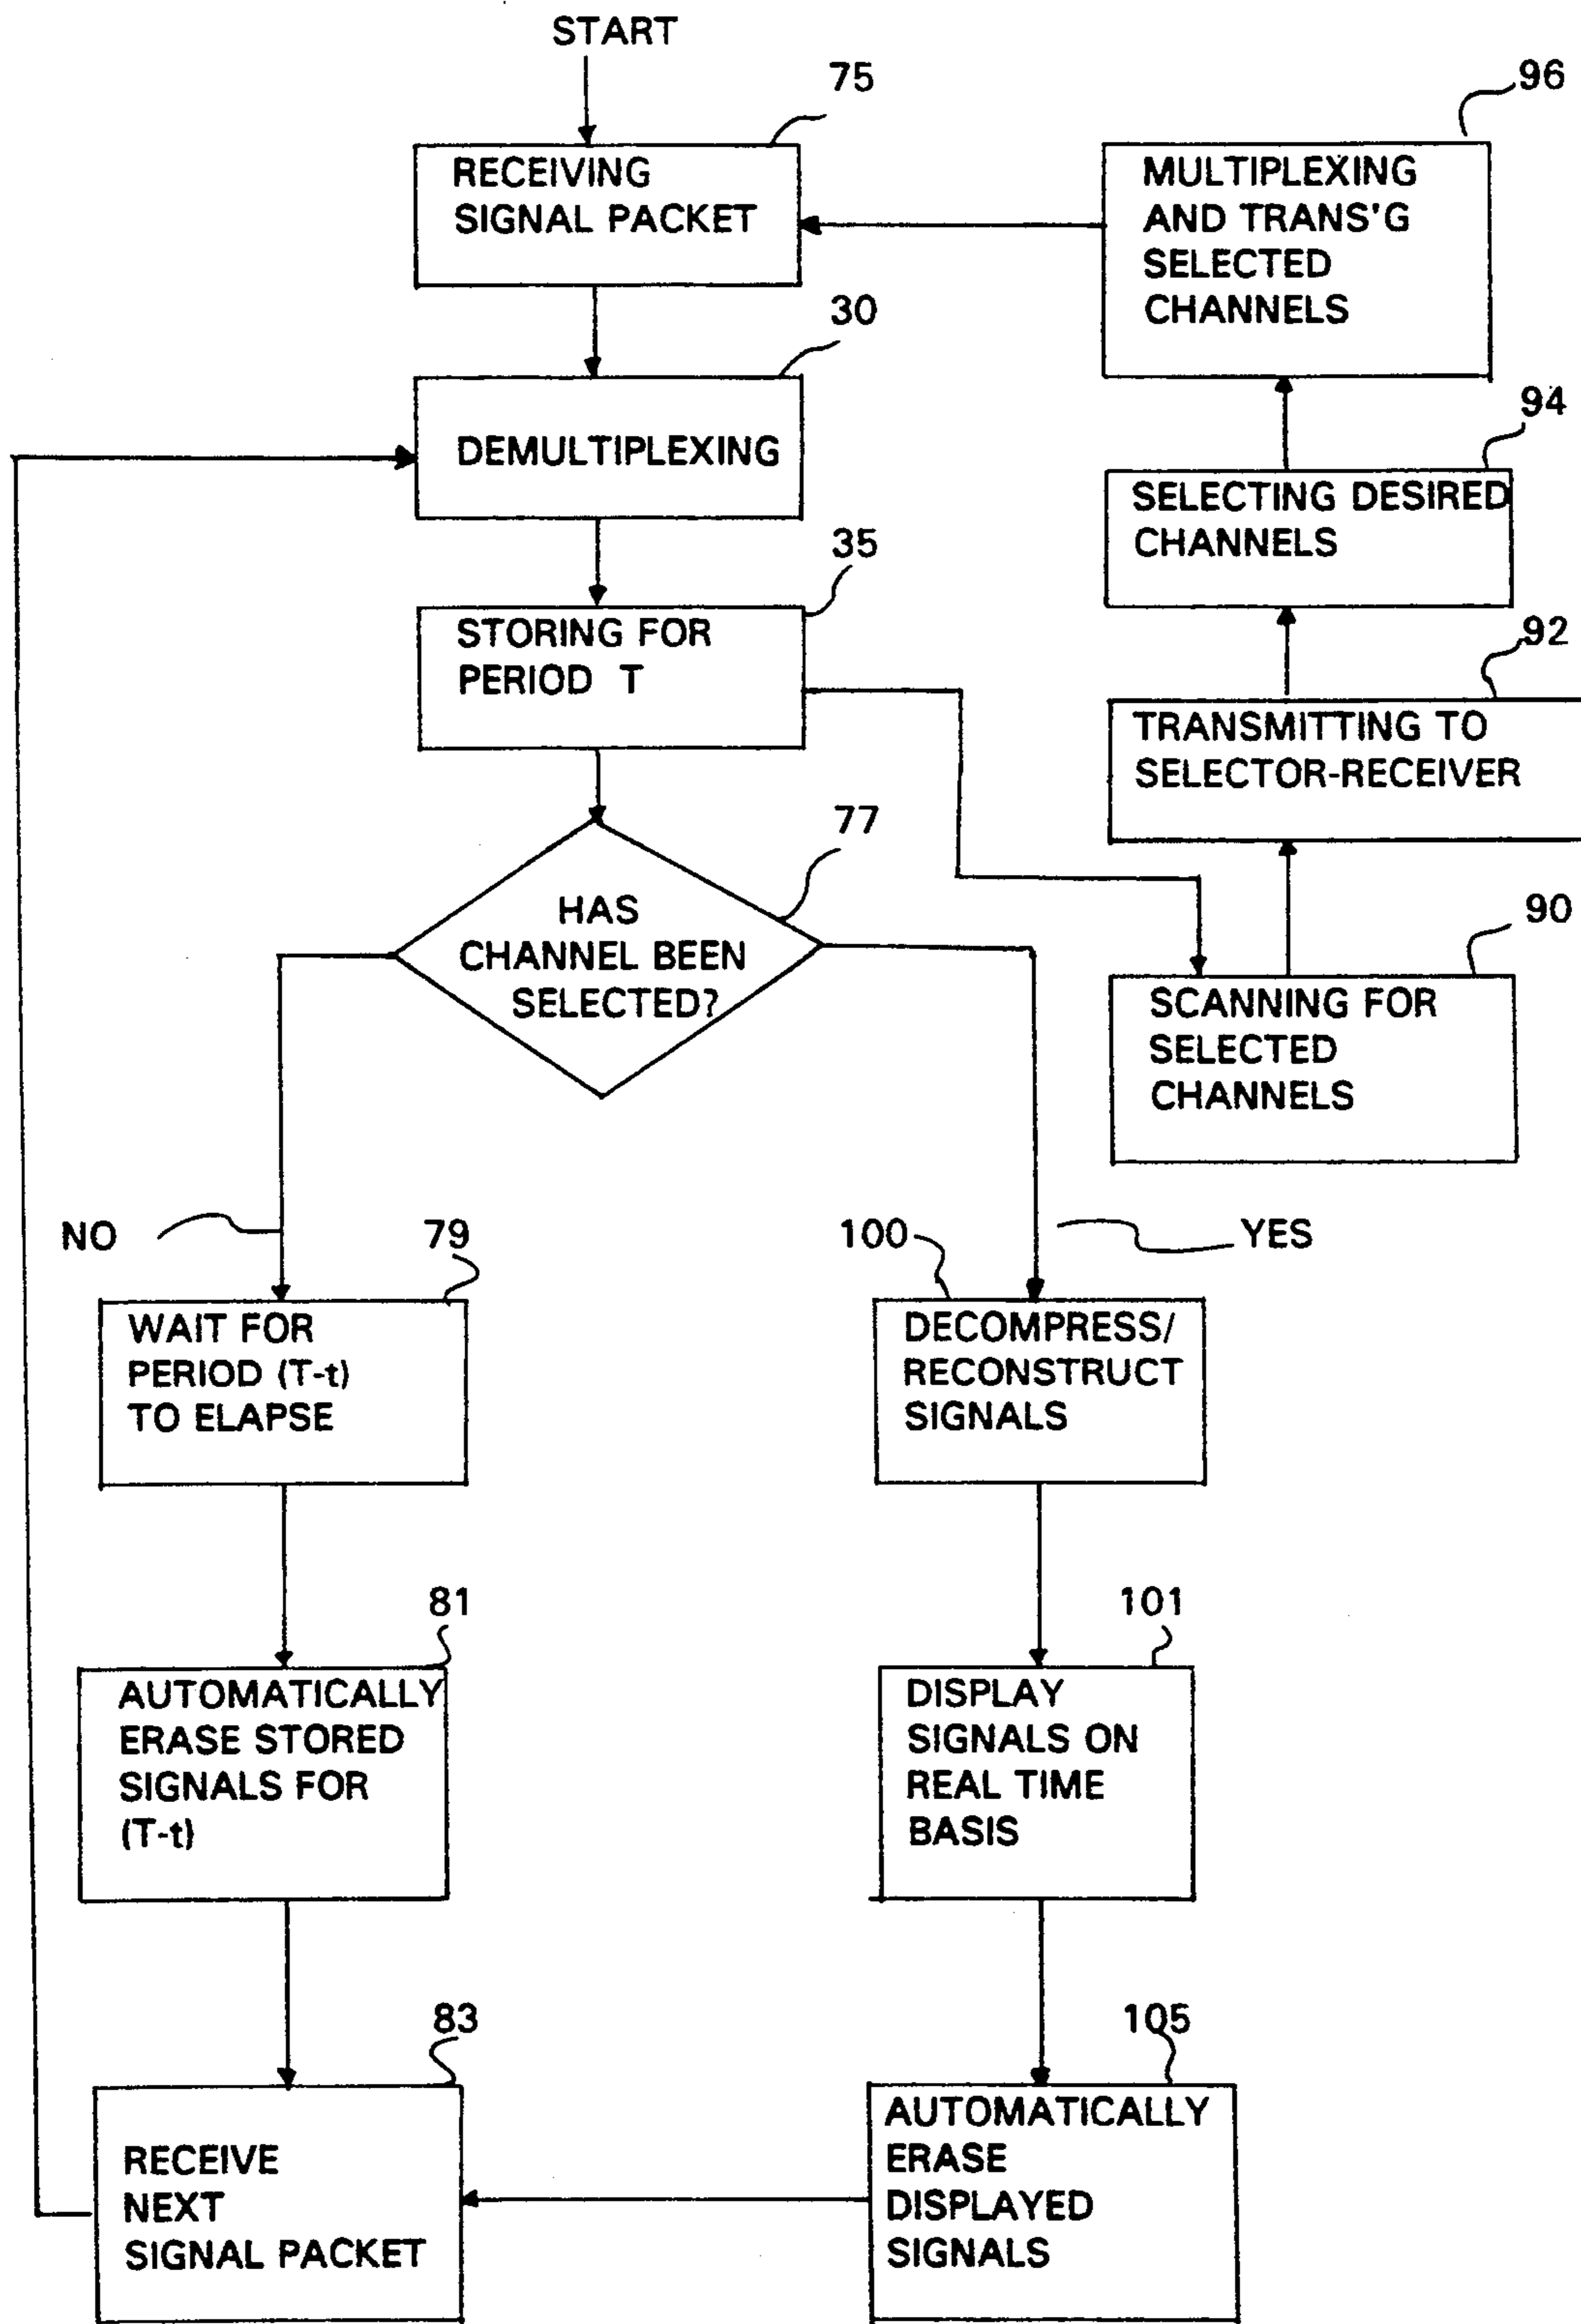 START
75
RECEIVING
SIGNAL PACKET
96
MULTIPLEXING
AND TRANS'G
SELECTED
CHANNELS
30
DEMULTIPLEXING
94
SELECTING DESIRED
CHANNELS
35
STORING FOR
PERIOD T
92
TRANSMITTING TO
SELECTOR-RECEIVER
77
HAS
CHANNEL BEEN
SELECTED?
90
SCANNING FOR
SELECTED
CHANNELS
NO
79
WAIT FOR
PERIOD (T-t)
TO ELAPSE
100
YES
DECOMPRESS/
RECONSTRUCT
SIGNALS
81
AUTOMATICALLY
ERASE STORED
SIGNALS FOR
(T-t)
101
DISPLAY
SIGNALS ON
REAL TIME
BASIS
83
RECEIVE
NEXT
SIGNAL PACKET
105
AUTOMATICALLY
ERASE
DISPLAYED
SIGNALS